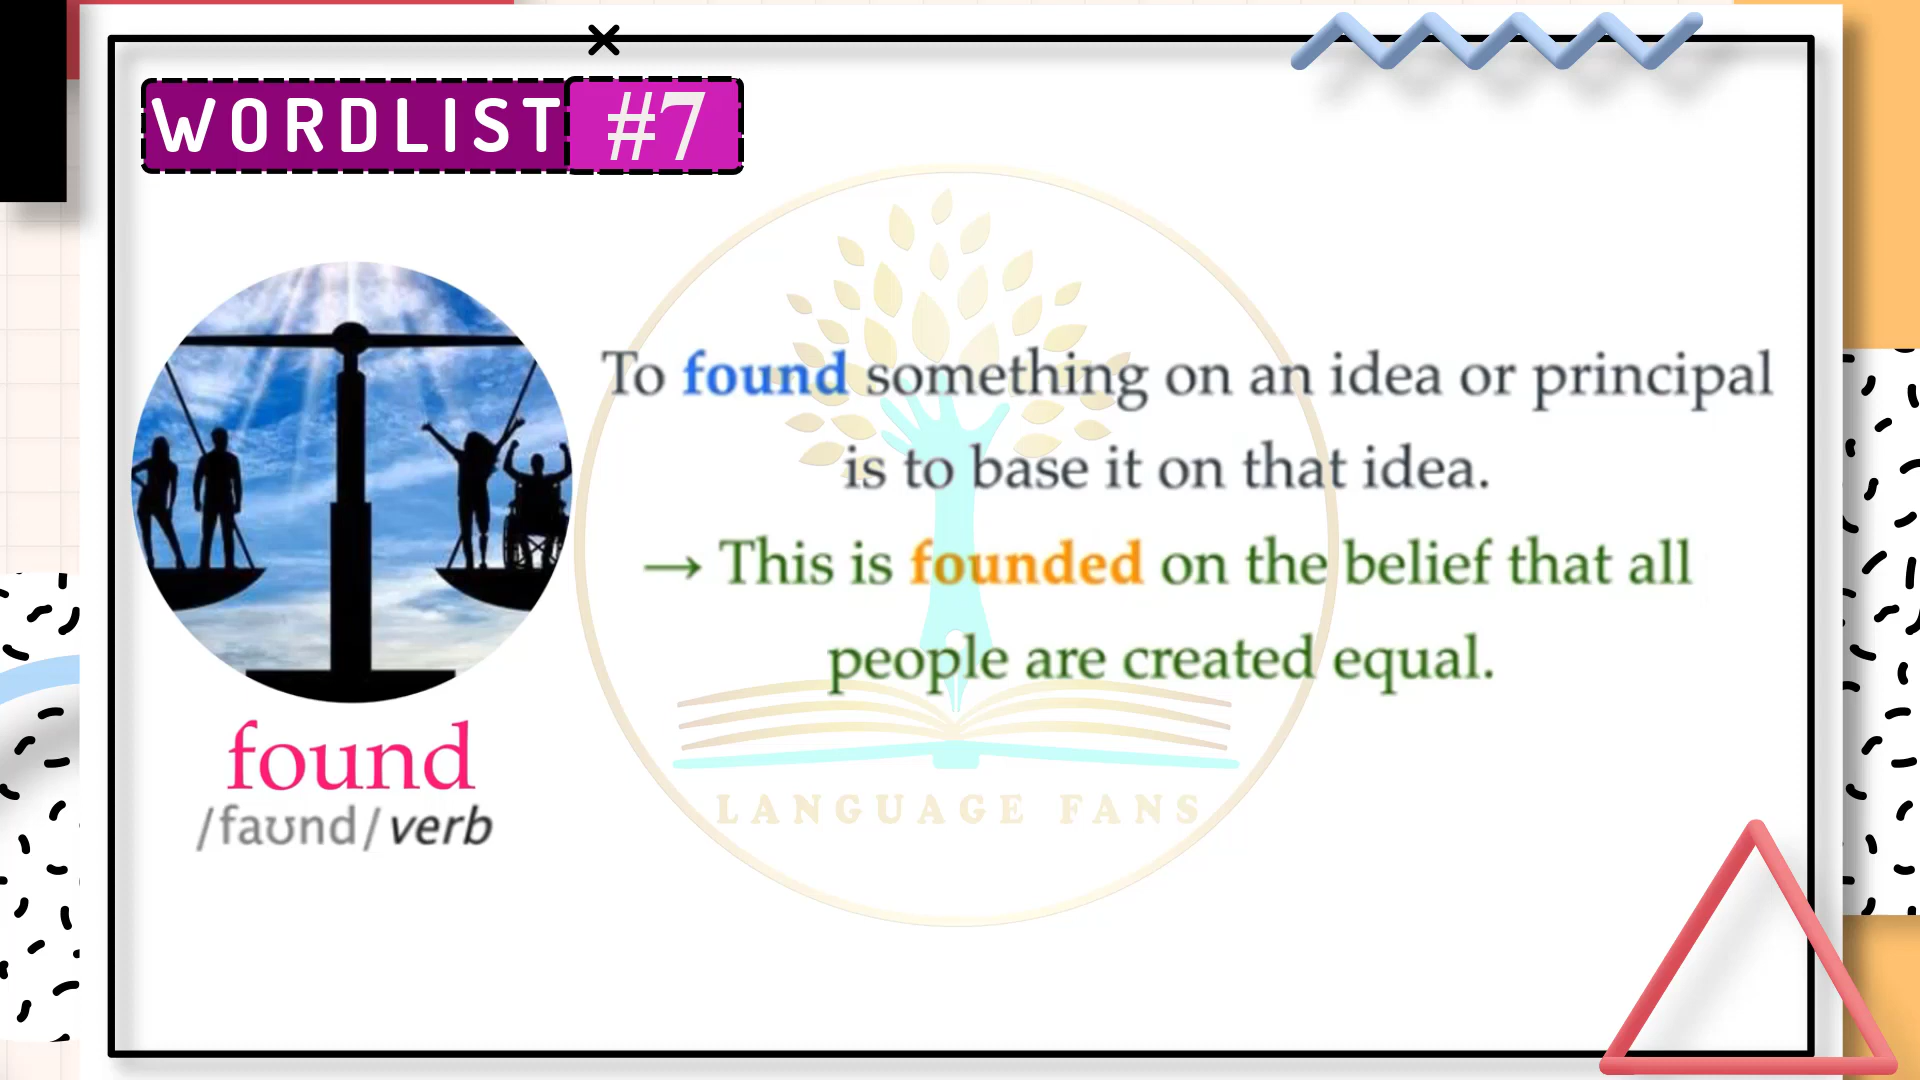 WORDLIST #7
To found something on an idea or principal
is to base it on that idea.
→ This is founded on the belief that all
people are created equal.
found
/faʊnd/ verb
LANGUAGE FANS